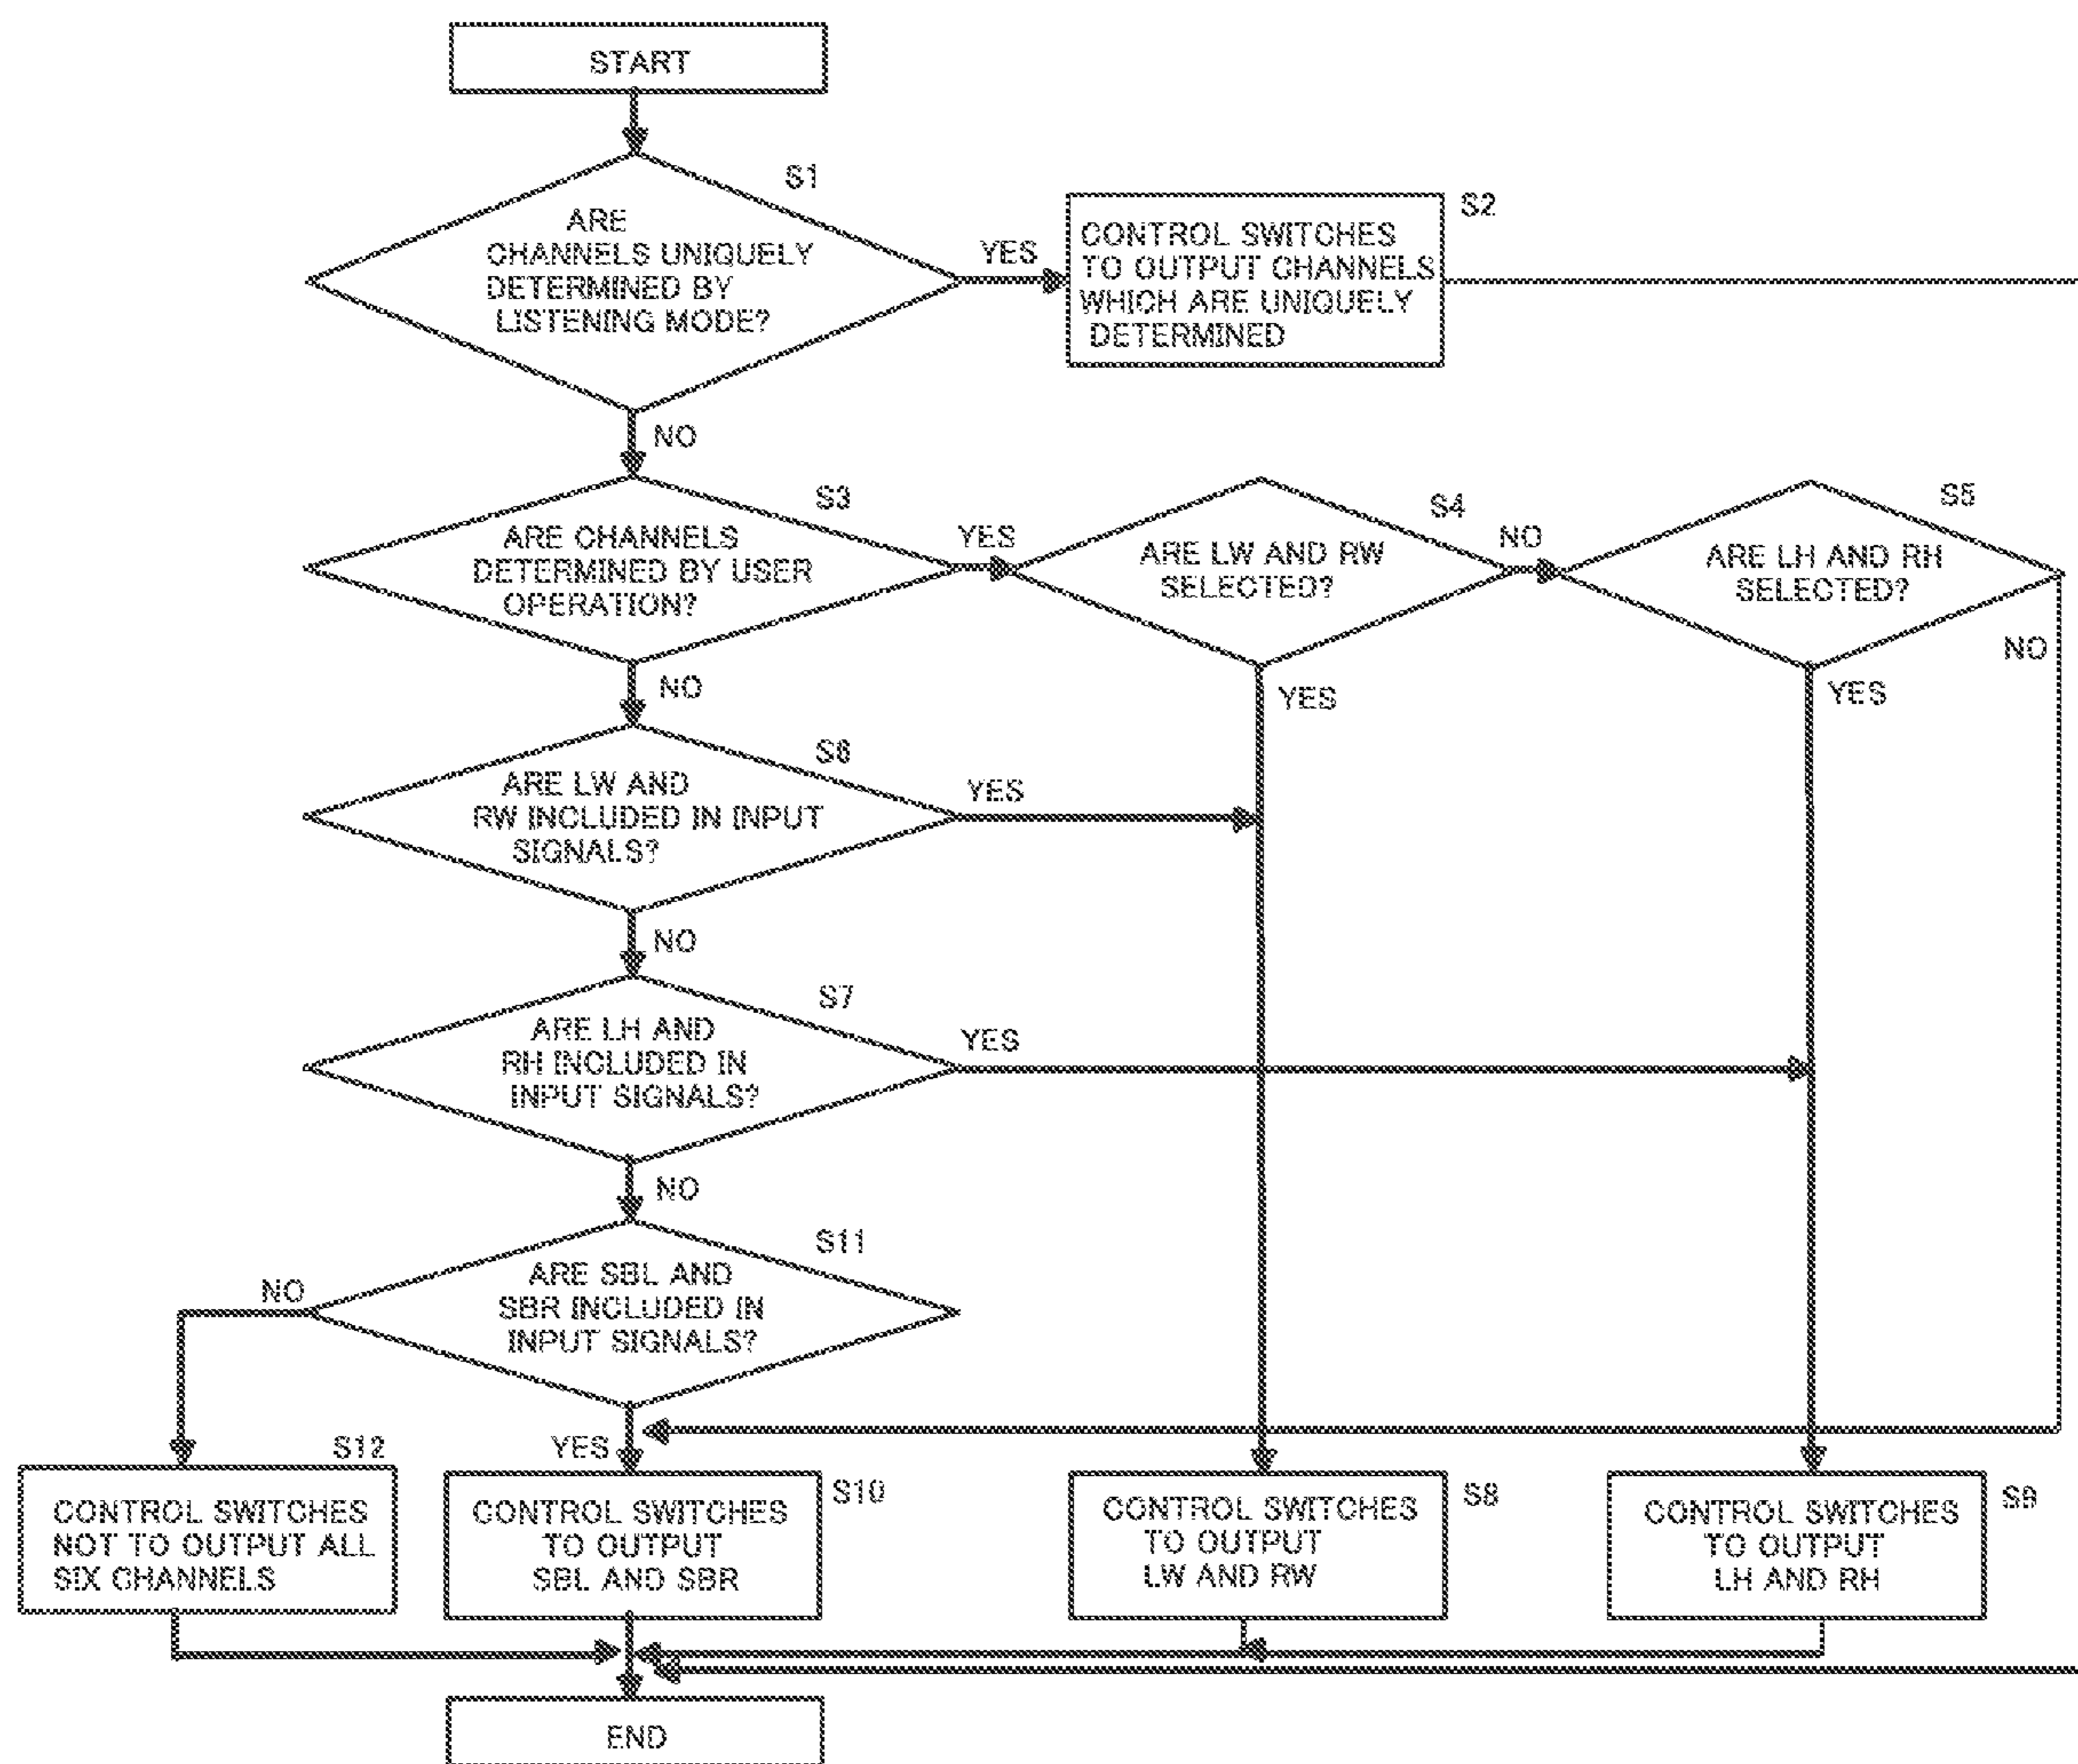 START
S1
ARE
CHANNELS UNIQUELY
DETERMINED BY
LISTENING MODE?
YES
S2
CONTROL SWITCHES
TO OUTPUT CHANNELS
WHICH ARE UNIQUELY
DETERMINED
NO
S3
ARE CHANNELS
DETERMINED BY USER
OPERATION?
YES
S4
ARE LW AND RW
SELECTED?
NO
S5
ARE LH AND RH
SELECTED?
NO
NO
YES
YES
S6
ARE LW AND
RW INCLUDED IN INPUT
SIGNALS?
YES
NO
S7
ARE LH AND
RH INCLUDED IN
INPUT SIGNALS?
YES
NO
S11
ARE SBL AND
SBR INCLUDED IN
INPUT SIGNALS?
NO
YES
S12
CONTROL SWITCHES
NOT TO OUTPUT ALL
SIX CHANNELS
S10
CONTROL SWITCHES
TO OUTPUT
SBL AND SBR
S8
CONTROL SWITCHES
TO OUTPUT
LW AND RW
S9
CONTROL SWITCHES
TO OUTPUT
LH AND RH
END